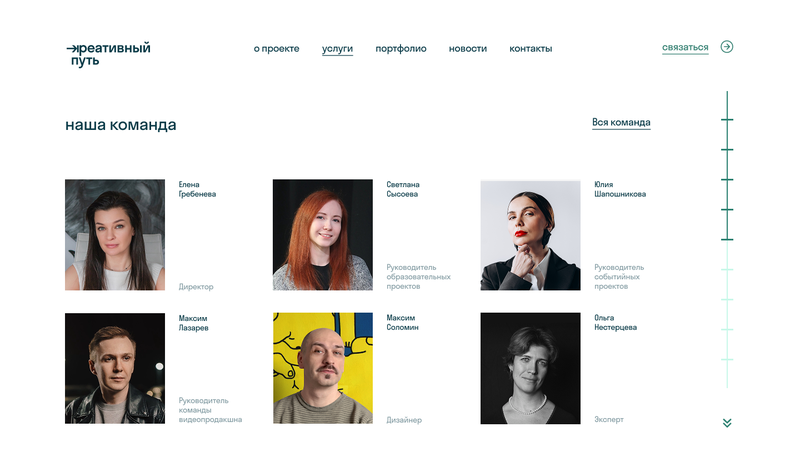 креативный
путь
о проекте услуги портфолио новости контакты
связаться
наша команда
Вся команда
Елена
Гребенева
Директор
Светлана
Сысоева
Руководитель
образовательных
проектов
Юлия
Шапошникова
Руководитель
событийных
проектов
Максим
Лазарев
Руководитель
команды
видеопродакшна
Максим
Соломин
Дизайнер
Ольга
Нестерцева
Эксперт